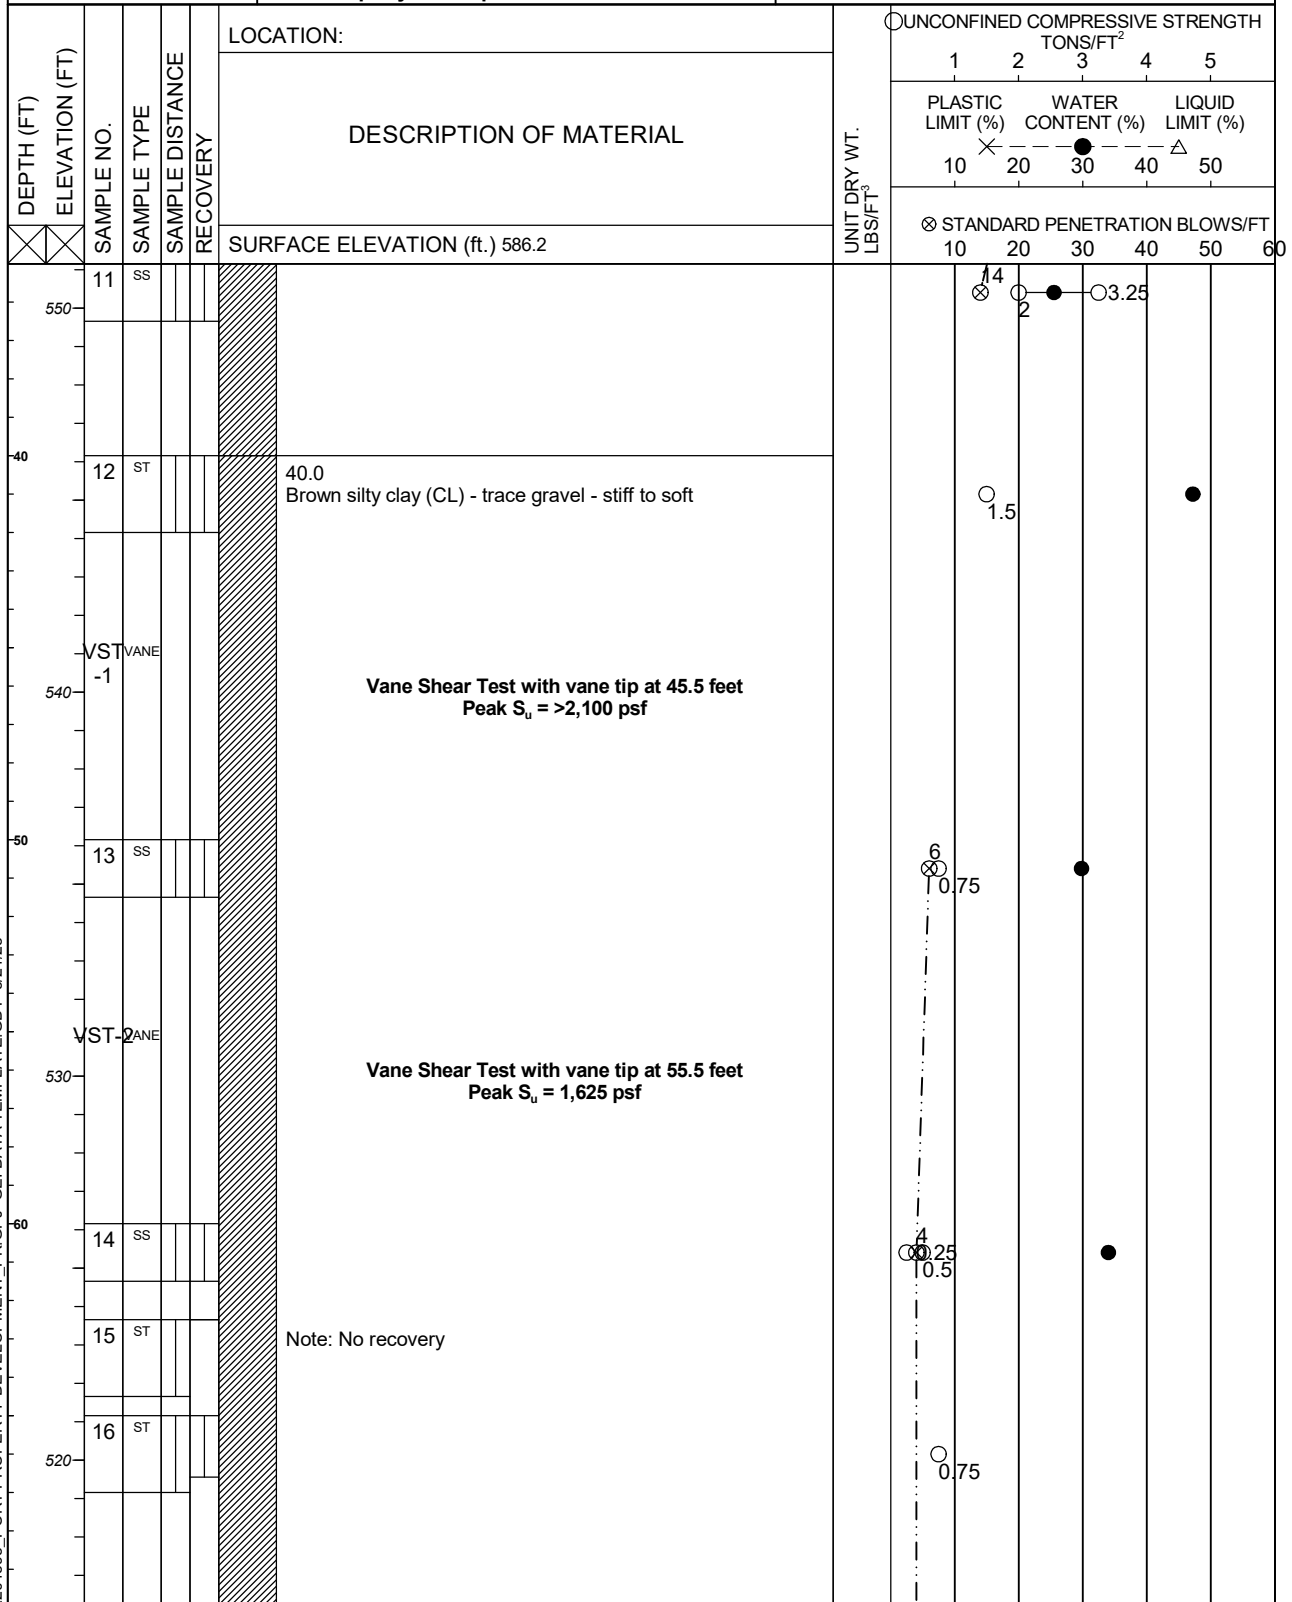 LOCATION:
UNCONFINED COMPRESSIVE STRENGTH
TONS/FT²
1 2 3 4 5
DEPTH (FT)
ELEVATION (FT)
SAMPLE NO.
SAMPLE TYPE
SAMPLE DISTANCE
RECOVERY
DESCRIPTION OF MATERIAL
UNIT DRY WT.
LBS/FT³
PLASTIC WATER LIQUID
LIMIT (%) CONTENT (%) LIMIT (%)
10 20 30 40 50
SURFACE ELEVATION (ft.) 586.2
⊗ STANDARD PENETRATION BLOWS/FT
10 20 30 40 50 60
11 SS
14
550
2
3.25
40
12 ST
40.0
Brown silty clay (CL) - trace gravel - stiff to soft
1.5
VST
-1
VANE
540
Vane Shear Test with vane tip at 45.5 feet
Peak Su = >2,100 psf
50
13 SS
6
0.75
VST-2
VANE
530
Vane Shear Test with vane tip at 55.5 feet
Peak Su = 1,625 psf
60
14 SS
4
0.5
15 ST
Note: No recovery
16 ST
520
0.75